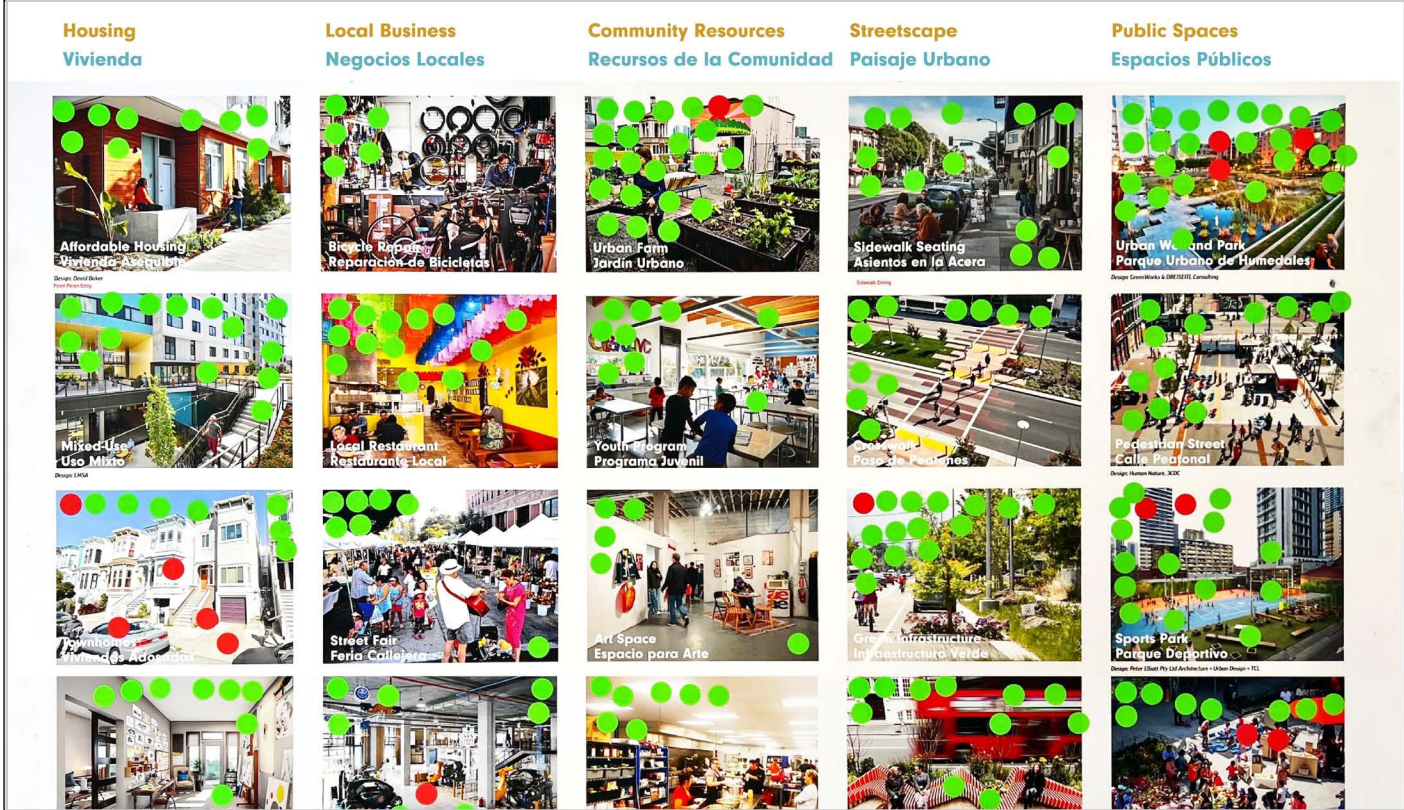 Housing
Vivienda
Local Business
Negocios Locales
Community Resources
Recursos de la Comunidad
Streetscape
Paisaje Urbano
Public Spaces
Espacios Públicos
Affordable Housing
Vivienda Asequible
Design: David Baker
Front Porch Entry
Bicycle Repair
Reparación de Bicicletas
Urban Farm
Jardín Urbano
Sidewalk Seating
Asientos en la Acera
Sidewalk Dining
Urban Wetland Park
Parque Urbano de Humedales
Design: GreenWorks & DREISEITL Consulting
Mixed-Use
Uso Mixto
Design: LMSA
Local Restaurant
Restaurante Local
Youth Program
Programa Juvenil
Crosswalk
Paso de Peatones
Pedestrian Street
Calle Peatonal
Design: Human Nature, 3CDC
Townhomes
Viviendas Adosadas
Street Fair
Feria Callejera
Art Space
Espacio para Arte
Green Infrastructure
Infraestructura Verde
Sports Park
Parque Deportivo
Design: Peter Elliott Pty Ltd Architecture + Urban Design + TCL